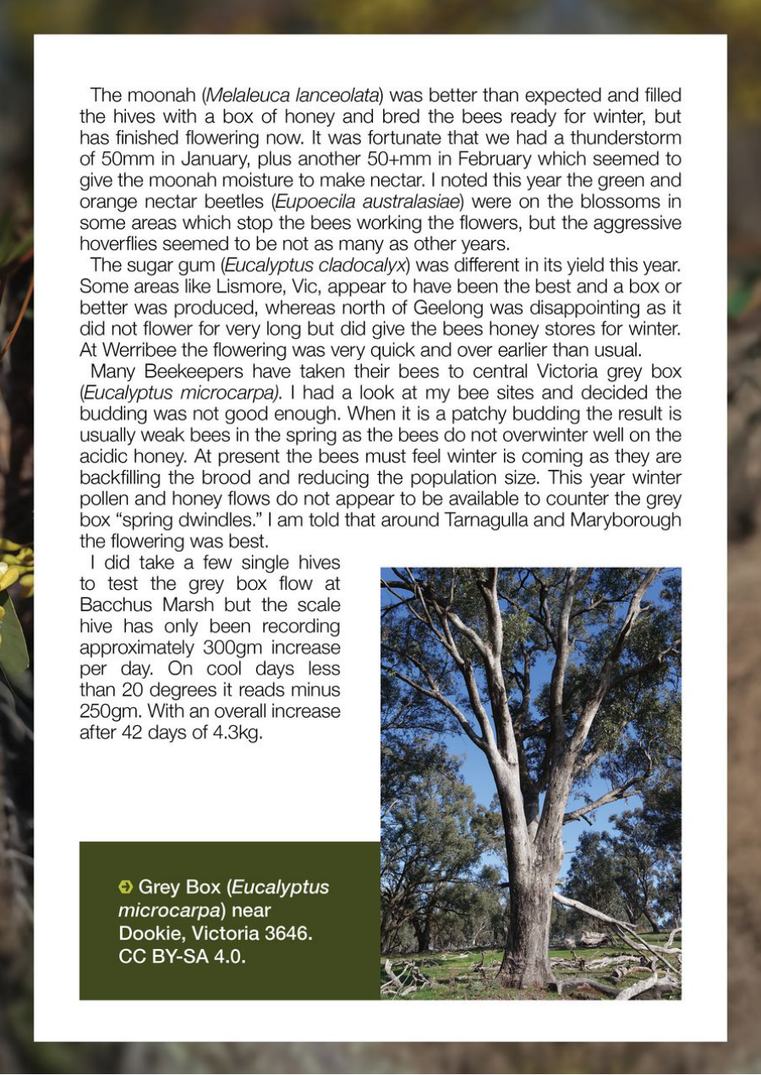 The moonah (Melaleuca lanceolata) was better than expected and filled
the hives with a box of honey and bred the bees ready for winter, but
has finished flowering now. It was fortunate that we had a thunderstorm
of 50mm in January, plus another 50+mm in February which seemed to
give the moonah moisture to make nectar. I noted this year the green and
orange nectar beetles (Eupoecila australasiae) were on the blossoms in
some areas which stop the bees working the flowers, but the aggressive
hoverflies seemed to be not as many as other years.
The sugar gum (Eucalyptus cladocalyx) was different in its yield this year.
Some areas like Lismore, Vic, appear to have been the best and a box or
better was produced, whereas north of Geelong was disappointing as it
did not flower for very long but did give the bees honey stores for winter.
At Werribee the flowering was very quick and over earlier than usual.
Many Beekeepers have taken their bees to central Victoria grey box
(Eucalyptus microcarpa). I had a look at my bee sites and decided the
budding was not good enough. When it is a patchy budding the result is
usually weak bees in the spring as the bees do not overwinter well on the
acidic honey. At present the bees must feel winter is coming as they are
backfilling the brood and reducing the population size. This year winter
pollen and honey flows do not appear to be available to counter the grey
box “spring dwindles.” I am told that around Tarnagulla and Maryborough
the flowering was best.
I did take a few single hives
to test the grey box flow at
Bacchus Marsh but the scale
hive has only been recording
approximately 300gm increase
per day. On cool days less
than 20 degrees it reads minus
250gm. With an overall increase
after 42 days of 4.3kg.
Grey Box (Eucalyptus
microcarpa) near
Dookie, Victoria 3646.
CC BY-SA 4.0.